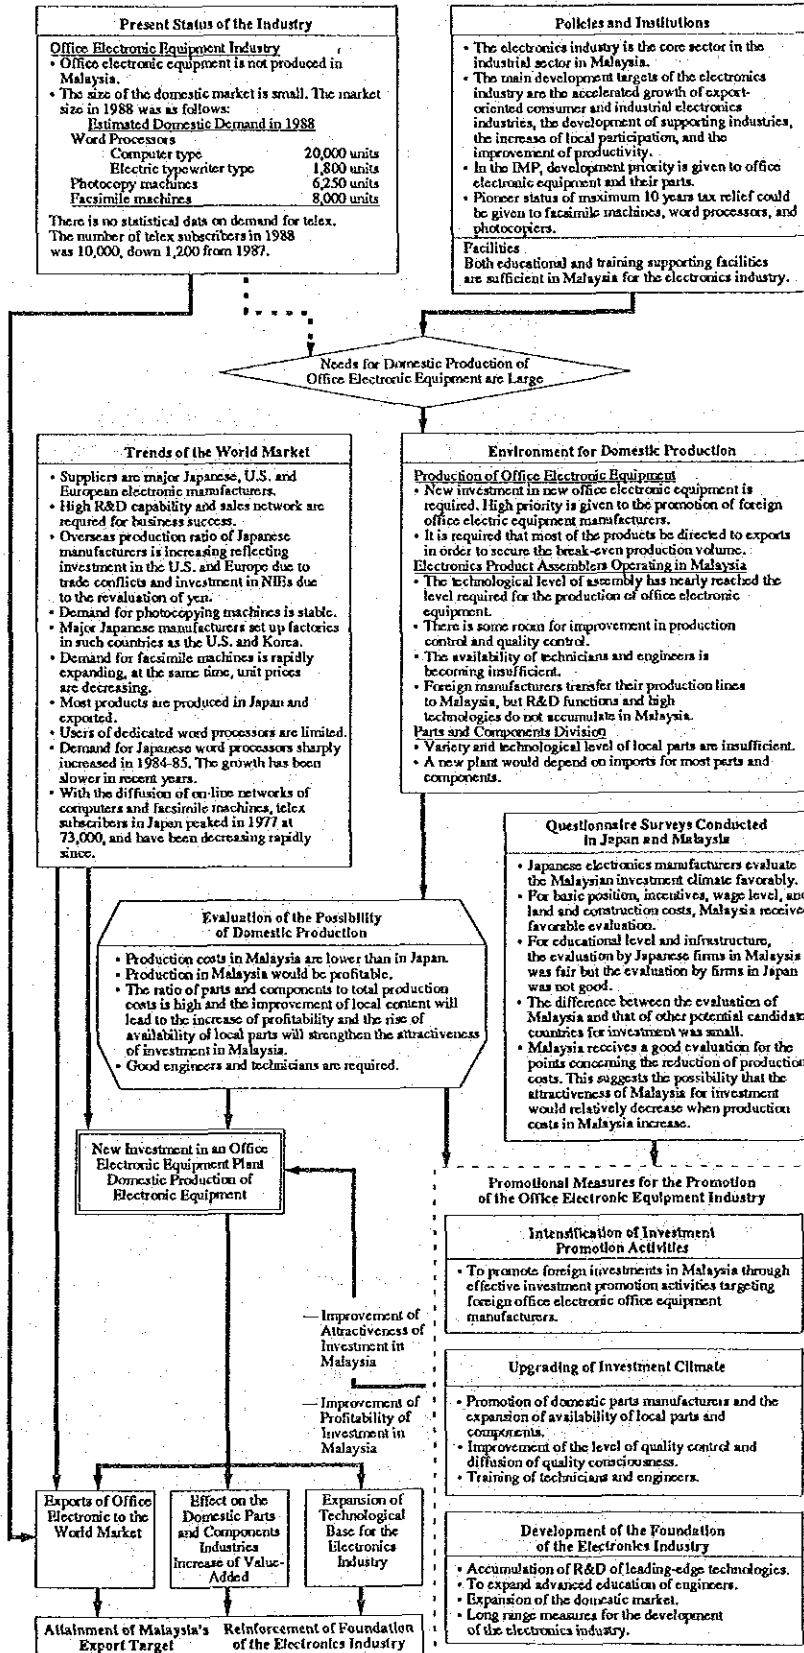 Present Status of the Industry
Office Electronic Equipment Industry
• Office electronic equipment is not produced in
Malaysia.
• The size of the domestic market is small. The market
size in 1988 was as follows:
Estimated Domestic Demand in 1988
Word Processors
Computer type 20,000 units
Electric typewriter type 1,800 units
Photocopy machines 6,250 units
Facsimile machines 8,000 units
There is no statistical data on demand for telex.
The number of telex subscribers in 1988
was 10,000, down 1,200 from 1987.
Policies and Institutions
• The electronics industry is the core sector in the
industrial sector in Malaysia.
• The main development targets of the electronics
industry are the accelerated growth of export-
oriented consumer and industrial electronics
industries, the development of supporting industries,
the increase of local participation, and the
improvement of productivity.
• In the IMP, development priority is given to office
electronic equipment and their parts.
• Pioneer status of maximum 10 years tax relief could
be given to facsimile machines, word processors, and
photocopiers.
Facilities
Both educational and training supporting facilities
are sufficient in Malaysia for the electronics industry.
Needs for Domestic Production of
Office Electronic Equipment are Large
Trends of the World Market
• Suppliers are major Japanese, U.S. and
European electronic manufacturers.
• High R&D capability and sales network are
required for business success.
• Overseas production ratio of Japanese
manufacturers is increasing reflecting
investment in the U.S. and Europe due to
trade conflicts and investment in NIEs due
to the revaluation of yen.
• Demand for photocopying machines is stable.
• Major Japanese manufacturers set up factories
in such countries as the U.S. and Korea.
• Demand for facsimile machines is rapidly
expanding, at the same time, unit prices
are decreasing.
• Most products are produced in Japan and
exported.
• Users of dedicated word processors are limited.
• Demand for Japanese word processors sharply
increased in 1984-85. The growth has been
slower in recent years.
• With the diffusion of on-line networks of
computers and facsimile machines, telex
subscribers in Japan peaked in 1977 at
73,000, and have been decreasing rapidly
since.
Environment for Domestic Production
Production of Office Electronic Equipment
• New investment in new office electronic equipment is
required. High priority is given to the promotion of foreign
office electric equipment manufacturers.
• It is required that most of the products be directed to exports
in order to secure the break-even production volume.
Electronics Product Assemblers Operating in Malaysia
• The technological level of assembly has nearly reached the
level required for the production of office electronic
equipment.
• There is some room for improvement in production
control and quality control.
• The availability of technicians and engineers is
becoming insufficient.
• Foreign manufacturers transfer their production lines
to Malaysia, but R&D functions and high
technologies do not accumulate in Malaysia.
Parts and Components Division
• Variety and technological level of local parts are insufficient.
• A new plant would depend on imports for most parts and
components.
Questionnaire Surveys Conducted
in Japan and Malaysia
• Japanese electronics manufacturers evaluate
the Malaysian investment climate favorably.
• For basic position, incentives, wage level, and
land and construction costs, Malaysia receive
favorable evaluation.
• For educational level and infrastructure,
the evaluation by Japanese firms in Malaysia
was fair but the evaluation by firms in Japan
was not good.
• The difference between the evaluation of
Malaysia and that of other potential candidat
countries for investment was small.
• Malaysia receives a good evaluation for the
points concerning the reduction of production
costs. This suggests the possibility that the
attractiveness of Malaysia for investment
would relatively decrease when production
costs in Malaysia increase.
Evaluation of the Possibility
of Domestic Production
• Production costs in Malaysia are lower than in Japan.
• Production in Malaysia would be profitable.
• The ratio of parts and components to total production
costs is high and the improvement of local content will
lead to the increase of profitability and the rise of
availability of local parts will strengthen the attractiveness
of investment in Malaysia.
• Good engineers and technicians are required.
New Investment in an Office
Electronic Equipment Plant
Domestic Production of
Electronic Equipment
— Improvement of
Attractiveness of
Investment in
Malaysia
— Improvement of
Profitability of
Investment in
Malaysia
Promotional Measures for the Promotion
of the Office Electronic Equipment Industry
Intensification of Investment
Promotion Activities
• To promote foreign investments in Malaysia through
effective investment promotion activities targeting
foreign office electronic office equipment
manufacturers.
Upgrading of Investment Climate
• Promotion of domestic parts manufacturers and the
expansion of availability of local parts and
components.
• Improvement of the level of quality control and
diffusion of quality consciousness.
• Training of technicians and engineers.
Development of the Foundation
of the Electronics Industry
• Accumulation of R&D of leading-edge technologies.
• To expand advanced education of engineers.
• Expansion of the domestic market.
• Long range measures for the development
of the electronics industry.
Exports of Office
Electronic to the
World Market
Effect on the
Domestic Parts
and Components
Industries
Increase of Value-
Added
Expansion of
Technological
Base for the
Electronics
Industry
Attainment of Malaysia's
Export Target
Reinforcement of Foundation
of the Electronics Industry